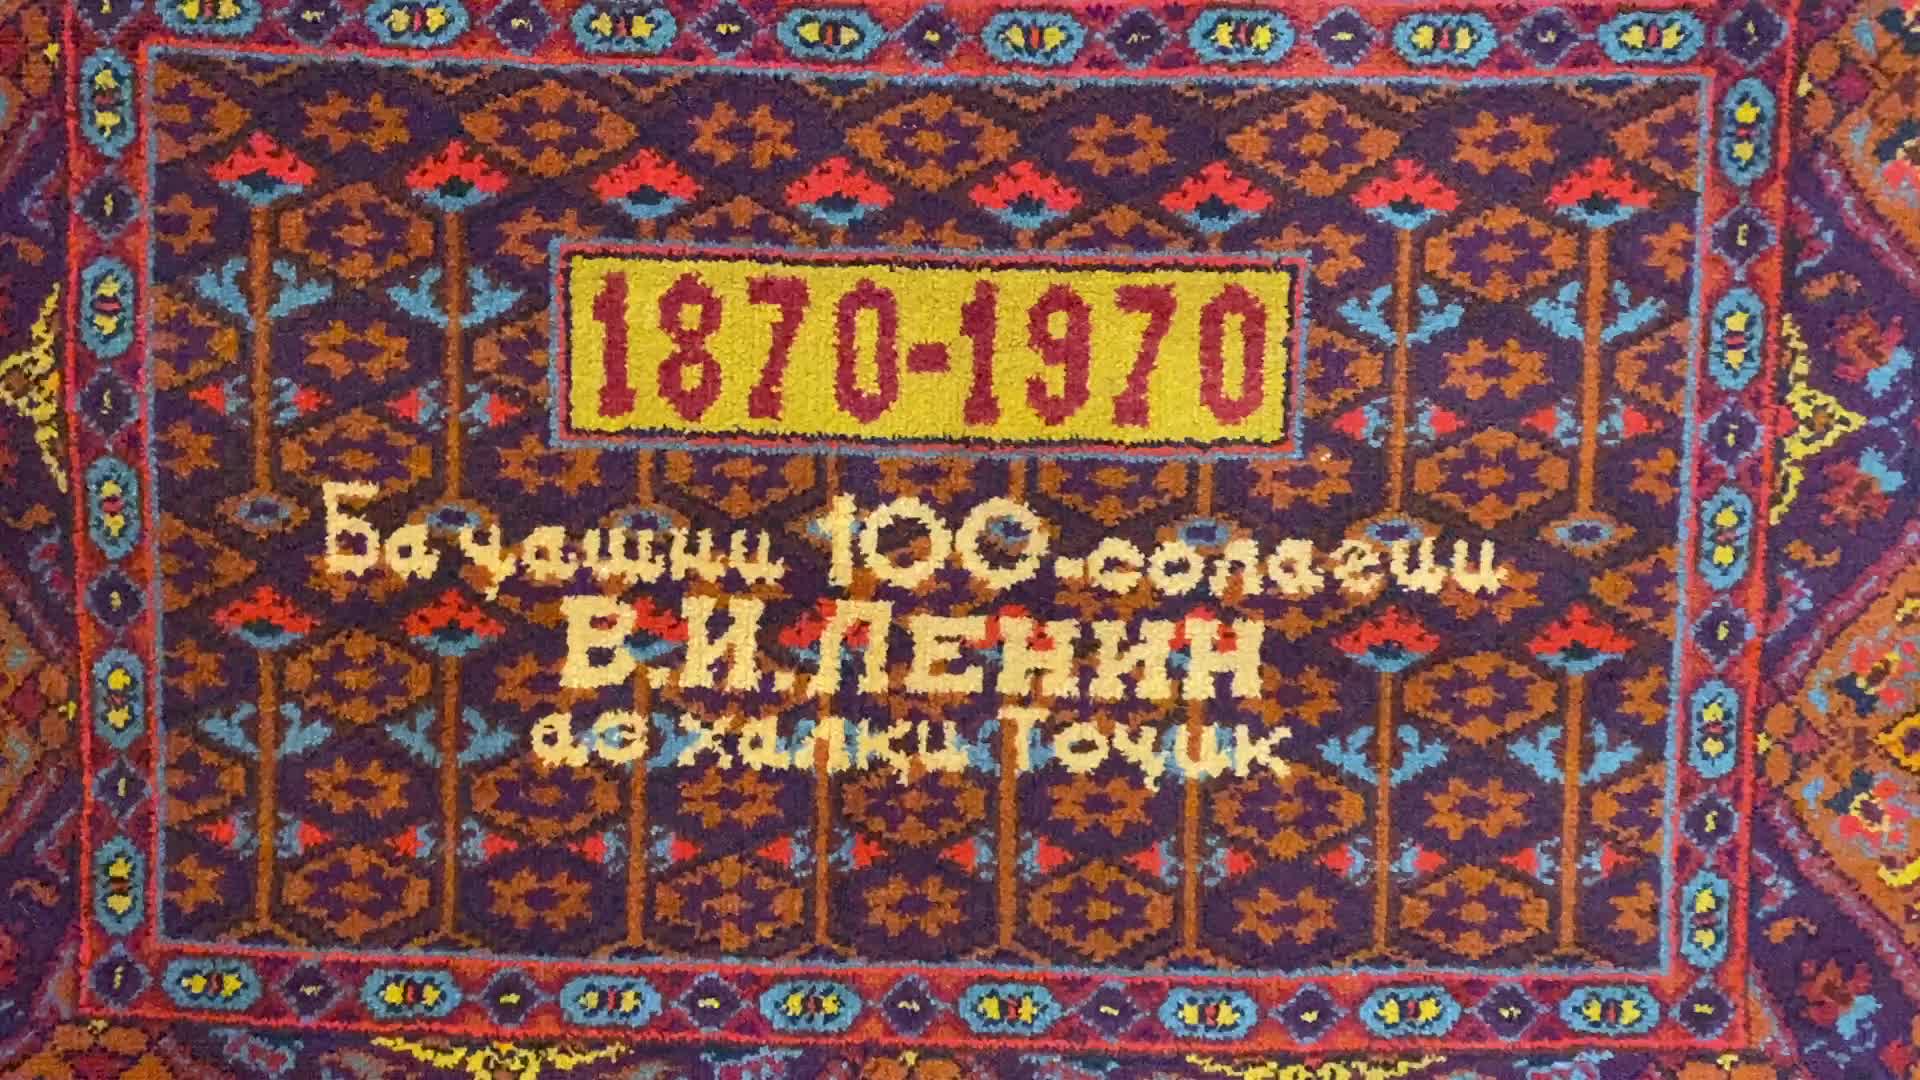 1870-1970
Ба ҷашни 100-солагии
В.И.ЛЕНИН
аз халқи Тоҷик